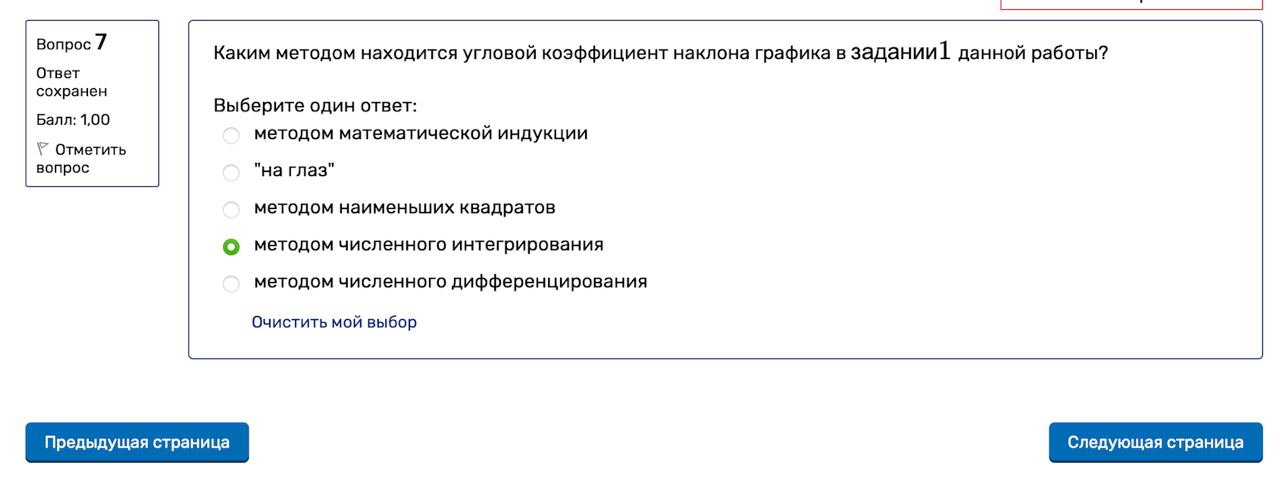 Вопрос 7
Ответ
сохранен
Балл: 1,00
Отметить
вопрос
Каким методом находится угловой коэффициент наклона графика в задании1 данной работы?
Выберите один ответ:
методом математической индукции
"на глаз"
методом наименьших квадратов
методом численного интегрирования
методом численного дифференцирования
Очистить мой выбор
Предыдущая страница
Следующая страница